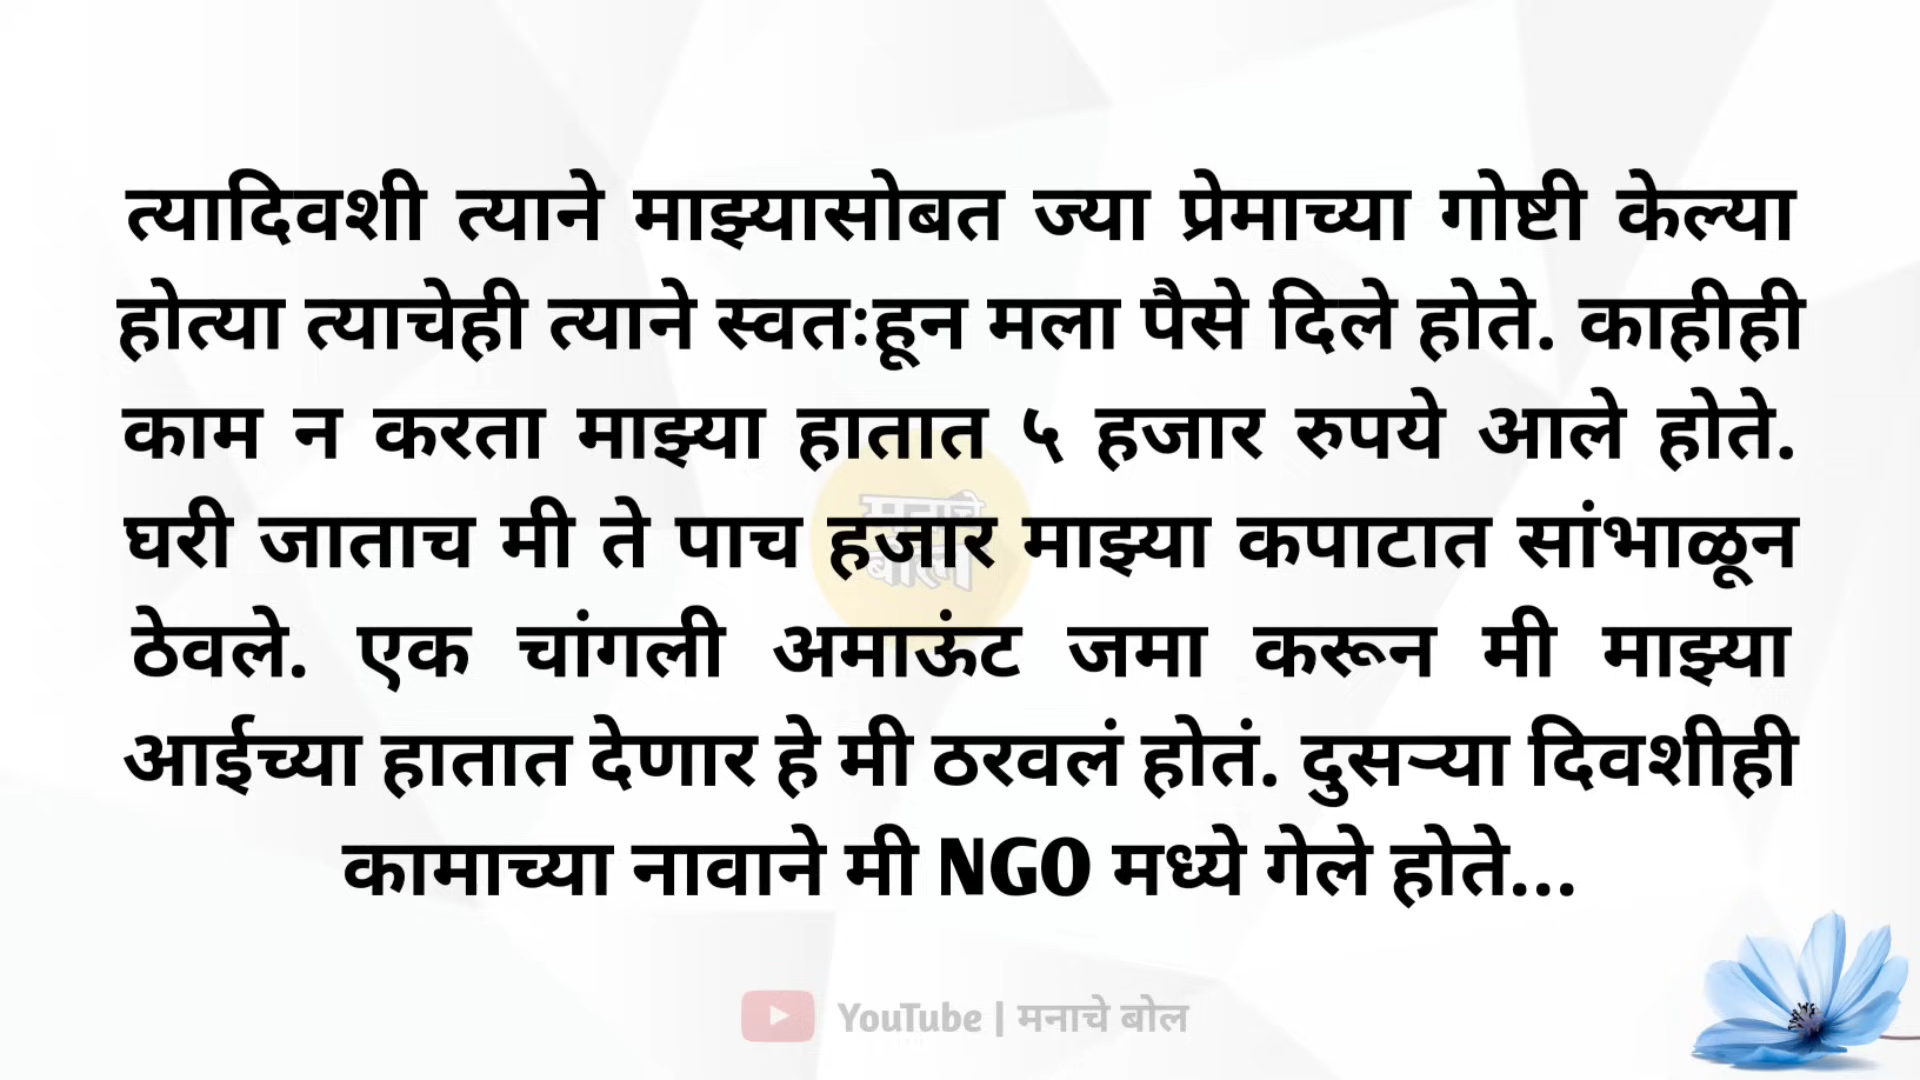 त्यादिवशी त्याने माझ्यासोबत ज्या प्रेमाच्या गोष्टी केल्या
होत्या त्याचेही त्याने स्वतःहून मला पैसे दिले होते. काहीही
काम न करता माझ्या हातात ५ हजार रुपये आले होते.
घरी जाताच मी ते पाच हजार माझ्या कपाटात सांभाळून
ठेवले. एक चांगली अमाऊंट जमा करून मी माझ्या
आईच्या हातात देणार हे मी ठरवलं होतं. दुसऱ्या दिवशीही
कामाच्या नावाने मी NGO मध्ये गेले होते...
मनाचे
बोल
YouTube | मनाचे बोल